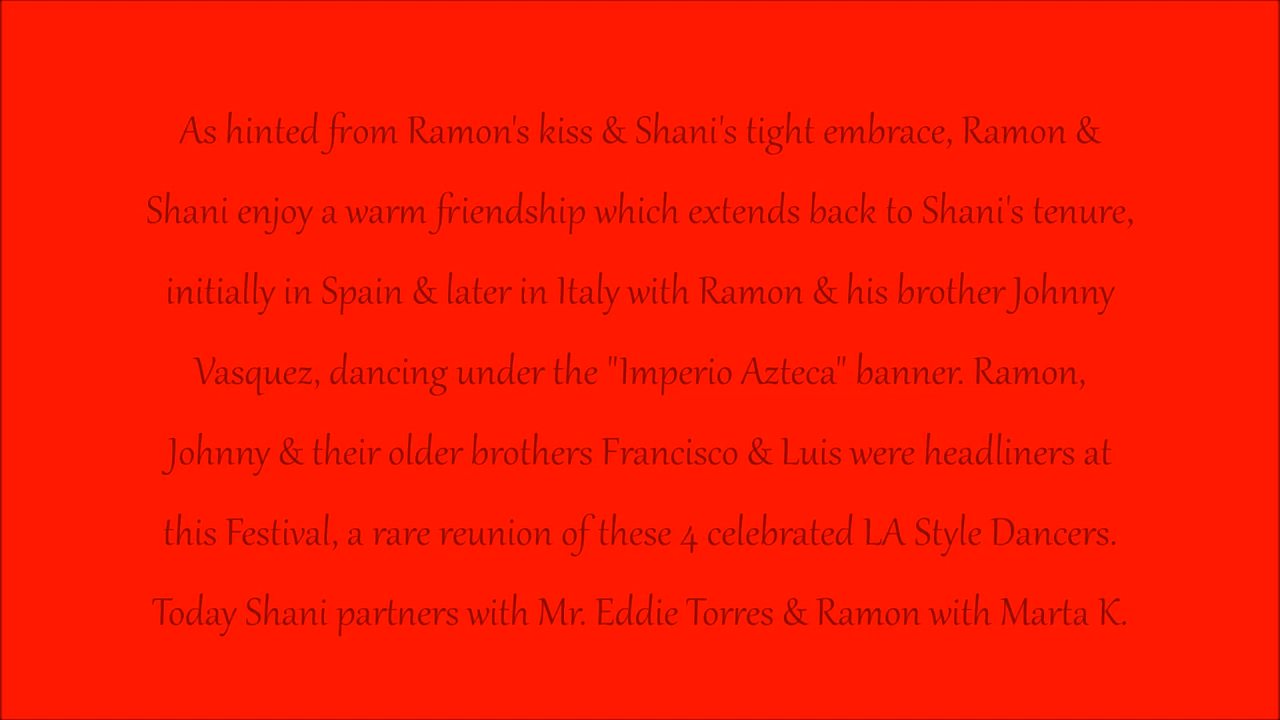 As hinted from Ramon's kiss & Shani's tight embrace, Ramon &
Shani enjoy a warm friendship which extends back to Shani's tenure,
initially in Spain & later in Italy with Ramon & his brother Johnny
Vasquez, dancing under the "Imperio Azteca" banner. Ramon,
Johnny & their older brothers Francisco & Luis were headliners at
this Festival, a rare reunion of these 4 celebrated LA Style Dancers.
Today Shani partners with Mr. Eddie Torres & Ramon with Marta K.